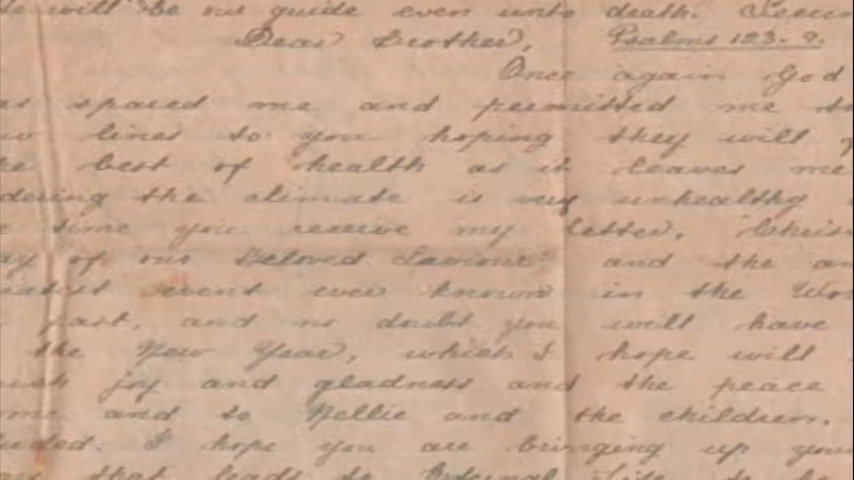 will be our guide even unto death.
Dear Brother, Psalms 123. 9.
Once again God
spared me and permitted me
lines to you hoping they will
best of health as it leaves me
the climate is very unhealthy
time you receive my letter.
of our Beloved Saviour and the
event ever known in the
past, and no doubt you will have
the New Year, which I hope will
joy and gladness and the peace
and to Nellie and the children.
I hope you are bringing up
that leads to Eternal Life